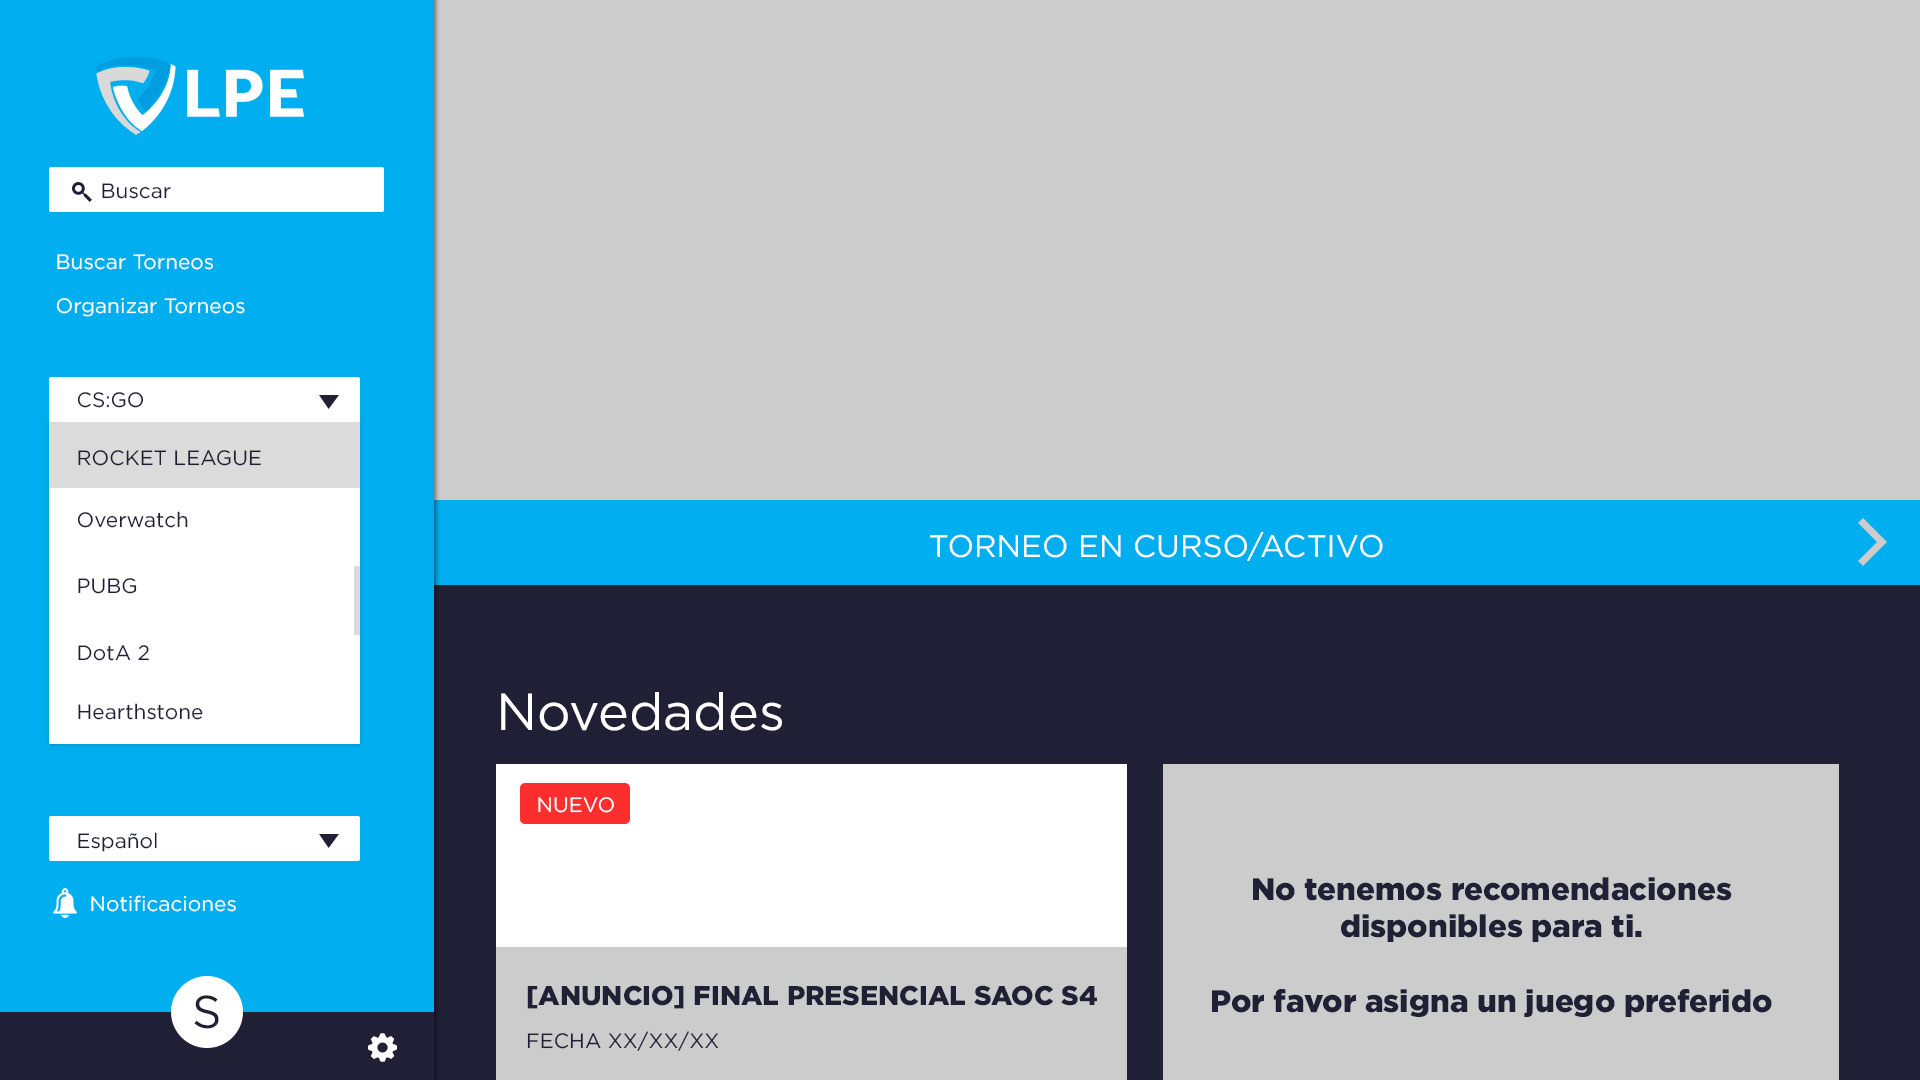 LPE
Buscar
Buscar Torneos
Organizar Torneos
CS:GO
ROCKET LEAGUE
Overwatch
PUBG
DotA 2
Hearthstone
Español
Notificaciones
S
TORNEO EN CURSO/ACTIVO
Novedades
NUEVO
[ANUNCIO] FINAL PRESENCIAL SAOC S4
FECHA XX/XX/XX
No tenemos recomendaciones
disponibles para ti.
Por favor asigna un juego preferido